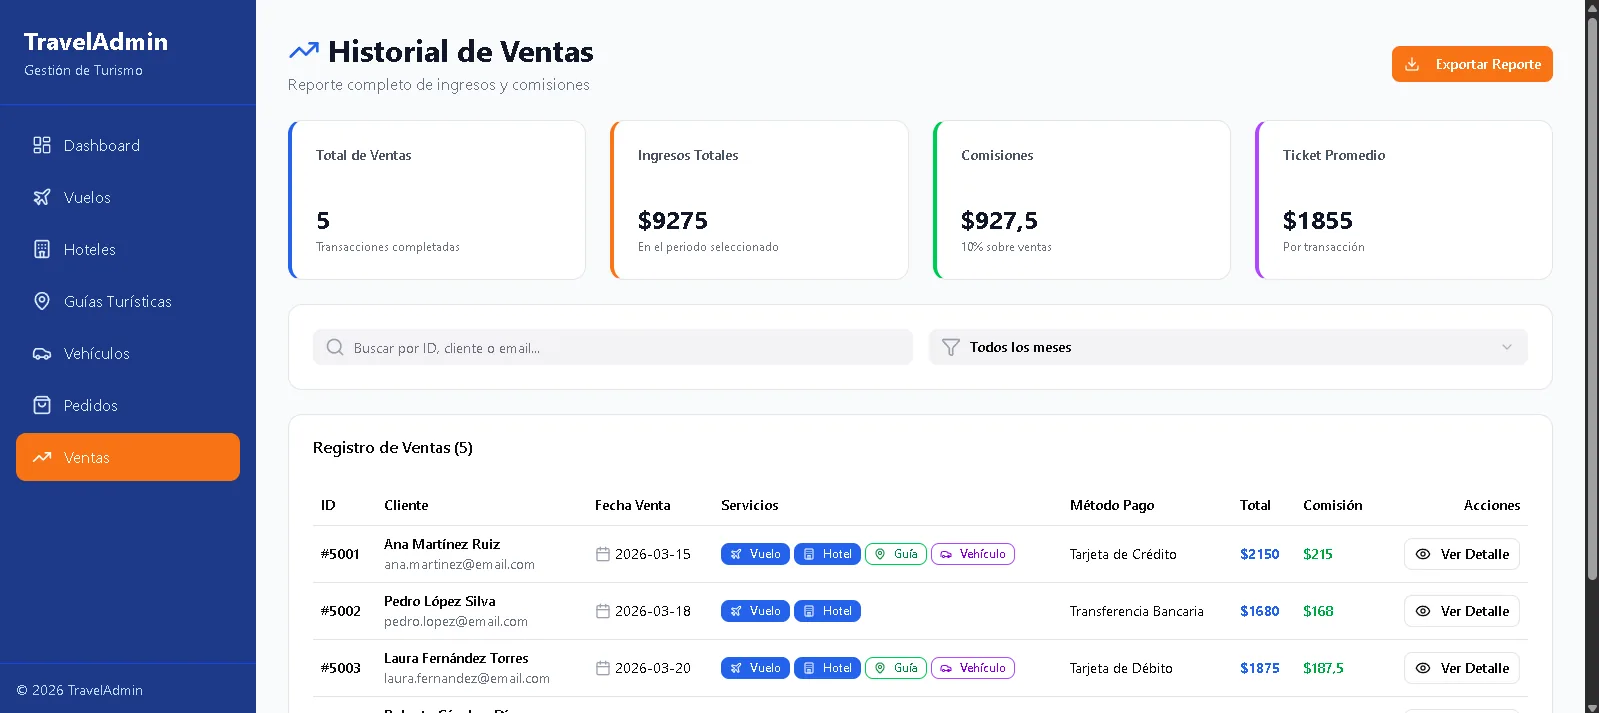 TravelAdmin
Gestión de Turismo
Dashboard
Vuelos
Hoteles
Guías Turísticas
Vehículos
Pedidos
Ventas
© 2026 TravelAdmin
Historial de Ventas
Reporte completo de ingresos y comisiones
Exportar Reporte
Total de Ventas
5
Transacciones completadas
Ingresos Totales
$9275
En el periodo seleccionado
Comisiones
$927,5
10% sobre ventas
Ticket Promedio
$1855
Por transacción
Buscar por ID, cliente o email...
Todos los meses
Registro de Ventas (5)
ID Cliente Fecha Venta Servicios Método Pago Total Comisión Acciones
#5001 Ana Martínez Ruiz 2026-03-15 Vuelo Hotel Guía Vehículo Tarjeta de Crédito $2150 $215 Ver Detalle
ana.martinez@email.com
#5002 Pedro López Silva 2026-03-18 Vuelo Hotel Transferencia Bancaria $1680 $168 Ver Detalle
pedro.lopez@email.com
#5003 Laura Fernández Torres 2026-03-20 Vuelo Hotel Guía Vehículo Tarjeta de Débito $1875 $187,5 Ver Detalle
laura.fernandez@email.com